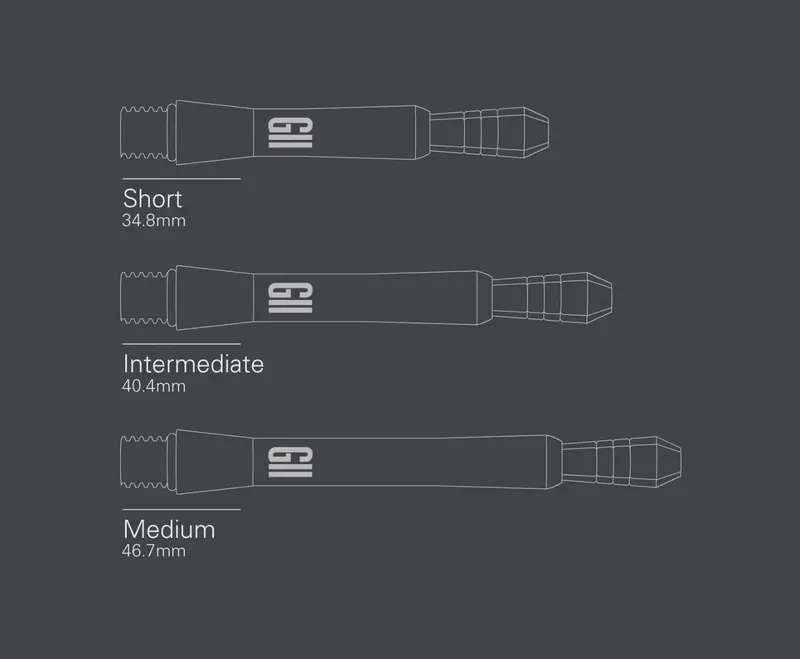 GII
Short
34.8mm
GII
Intermediate
40.4mm
GII
Medium
46.7mm